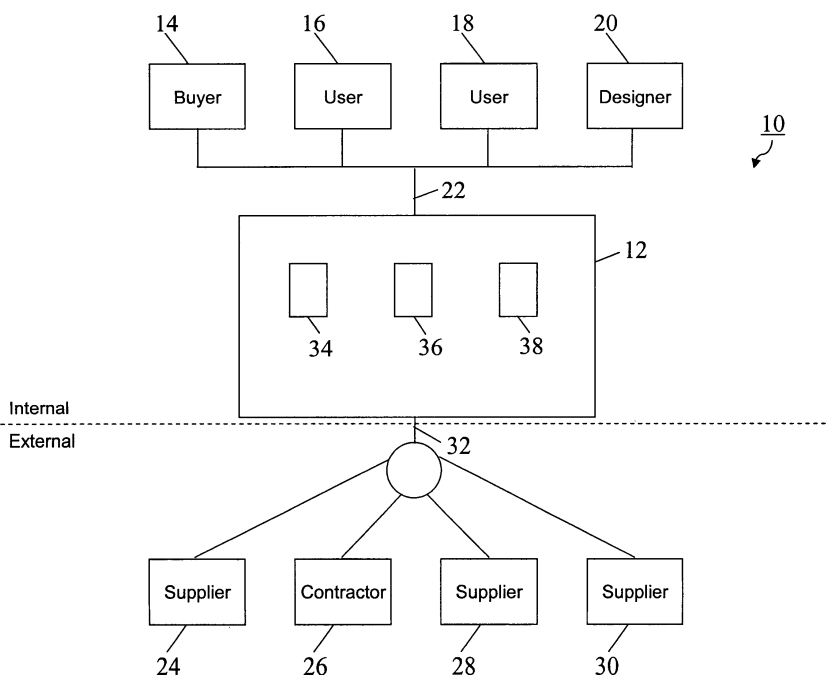 14 16 18 20
Buyer User User Designer
10
22
12
34 36 38
Internal
External
32
Supplier Contractor Supplier Supplier
24 26 28 30